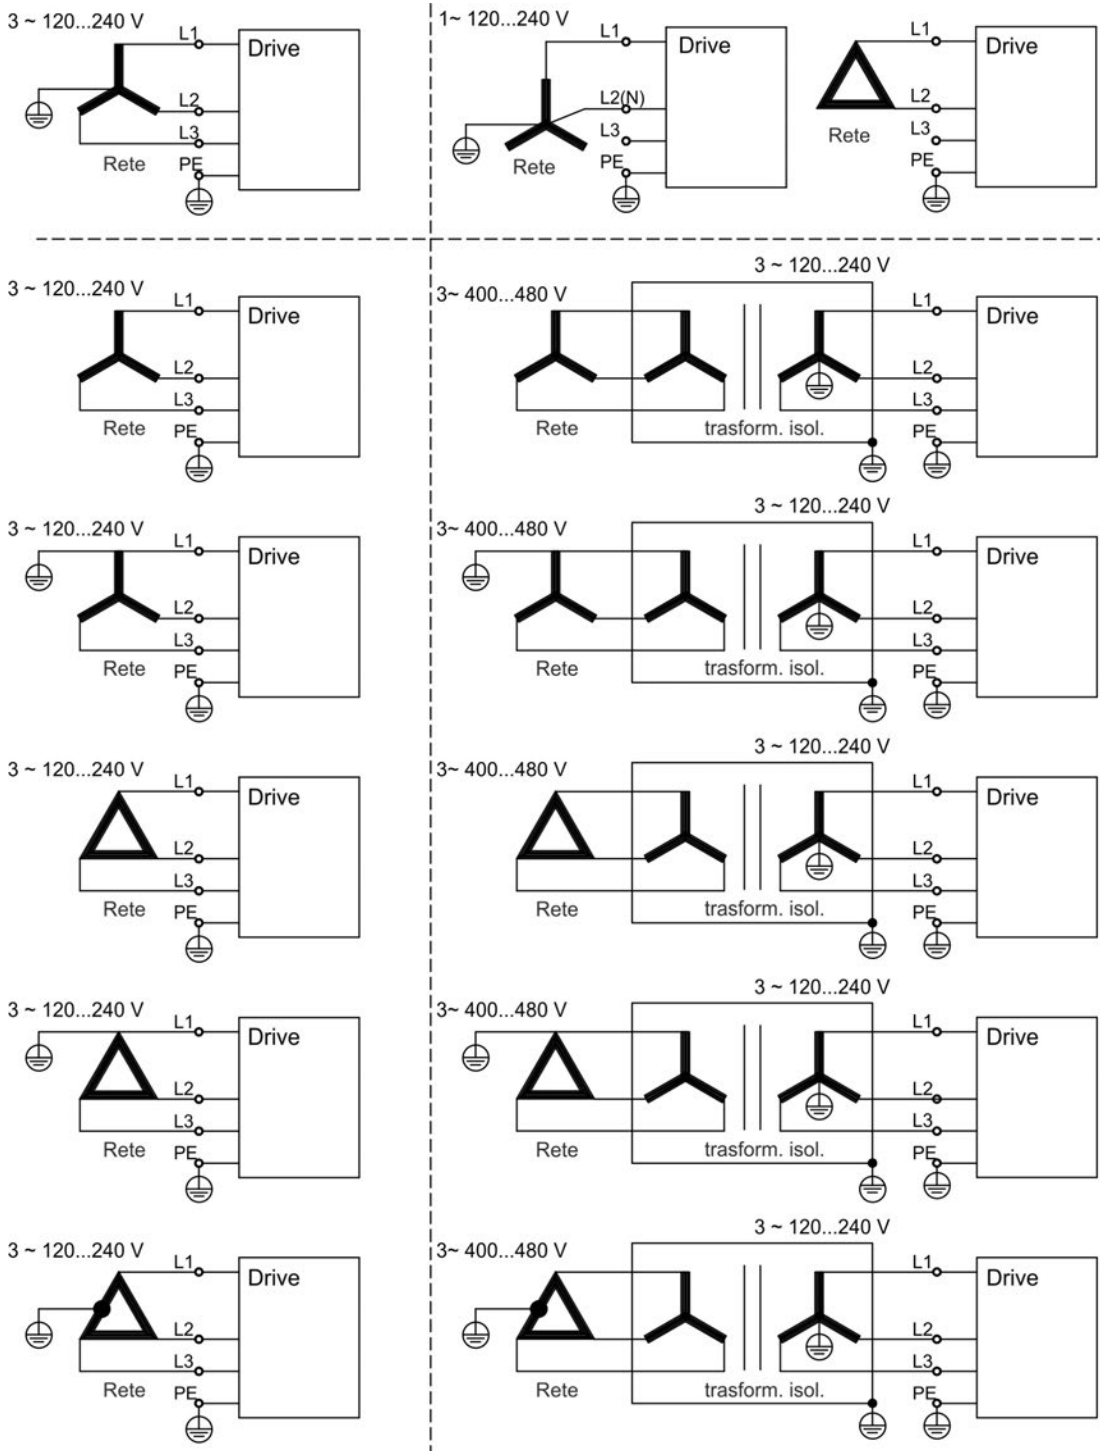 3 ~ 120...240 V
L1
Drive
L2
L3
Rete
PE
1~ 120...240 V
L1
Drive
L2(N)
L3
Rete
PE
L1
Drive
L2
Rete
L3
PE
3 ~ 120...240 V
L1
Drive
L2
L3
Rete
PE
3 ~ 120...240 V
3~ 400...480 V
L1
Drive
L2
L3
Rete
trasform. isol.
PE
3 ~ 120...240 V
L1
Drive
L2
L3
Rete
PE
3 ~ 120...240 V
3~ 400...480 V
L1
Drive
L2
L3
Rete
trasform. isol.
PE
3 ~ 120...240 V
L1
Drive
L2
L3
Rete
PE
3 ~ 120...240 V
3~ 400...480 V
L1
Drive
L2
L3
Rete
trasform. isol.
PE
3 ~ 120...240 V
L1
Drive
L2
L3
Rete
PE
3 ~ 120...240 V
3~ 400...480 V
L1
Drive
L2
L3
Rete
trasform. isol.
PE
3 ~ 120...240 V
L1
Drive
L2
L3
Rete
PE
3 ~ 120...240 V
3~ 400...480 V
L1
Drive
L2
L3
Rete
trasform. isol.
PE